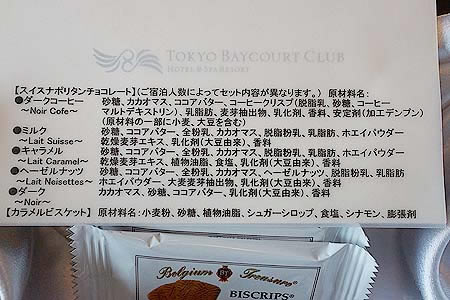 TOKYO BAYCOURT CLUB
HOTEL & SPA RESORT
【スイスナポリタンチョコレート】（ご宿泊人数によってセット内容が異なります。） 原材料名：
●ダークコーヒー 砂糖、カカオマス、ココアバター、コーヒークリスプ（脱脂乳、砂糖、コーヒー
～Noir Cofe～ マルトデキストリン）、乳脂肪、麦芽抽出物、乳化剤、香料、安定剤（加工デンプン）
（原材料の一部に小麦、大豆を含む）
●ミルク 砂糖、ココアバター、全粉乳、カカオマス、脱脂粉乳、乳脂肪、ホエイパウダー
～Lait Suisse～ 乾燥麦芽エキス、乳化剤（大豆由来）、香料
●キャラメル 砂糖、ココアバター、全粉乳、カカオマス、脱脂粉乳、乳脂肪、ホエイパウダー
～Lait Caramel～ 乾燥麦芽エキス、植物油脂、食塩、乳化剤（大豆由来）、香料
●ヘーゼルナッツ 砂糖、ココアバター、全粉乳、カカオマス、ヘーゼルナッツ、脱脂粉乳、乳脂肪
～Lait Noisettes～ ホエイパウダー、大麦麦芽抽出物、乳化剤（大豆由来）、香料
●ダーク カカオマス、砂糖、ココアバター、乳化剤（大豆由来）、香料
～Noir～
【カラメルビスケット】 原材料名：小麦粉、砂糖、植物油脂、シュガーシロップ、食塩、シナモン、膨張剤
Belgium Treasure
BT
BISCRIPS®